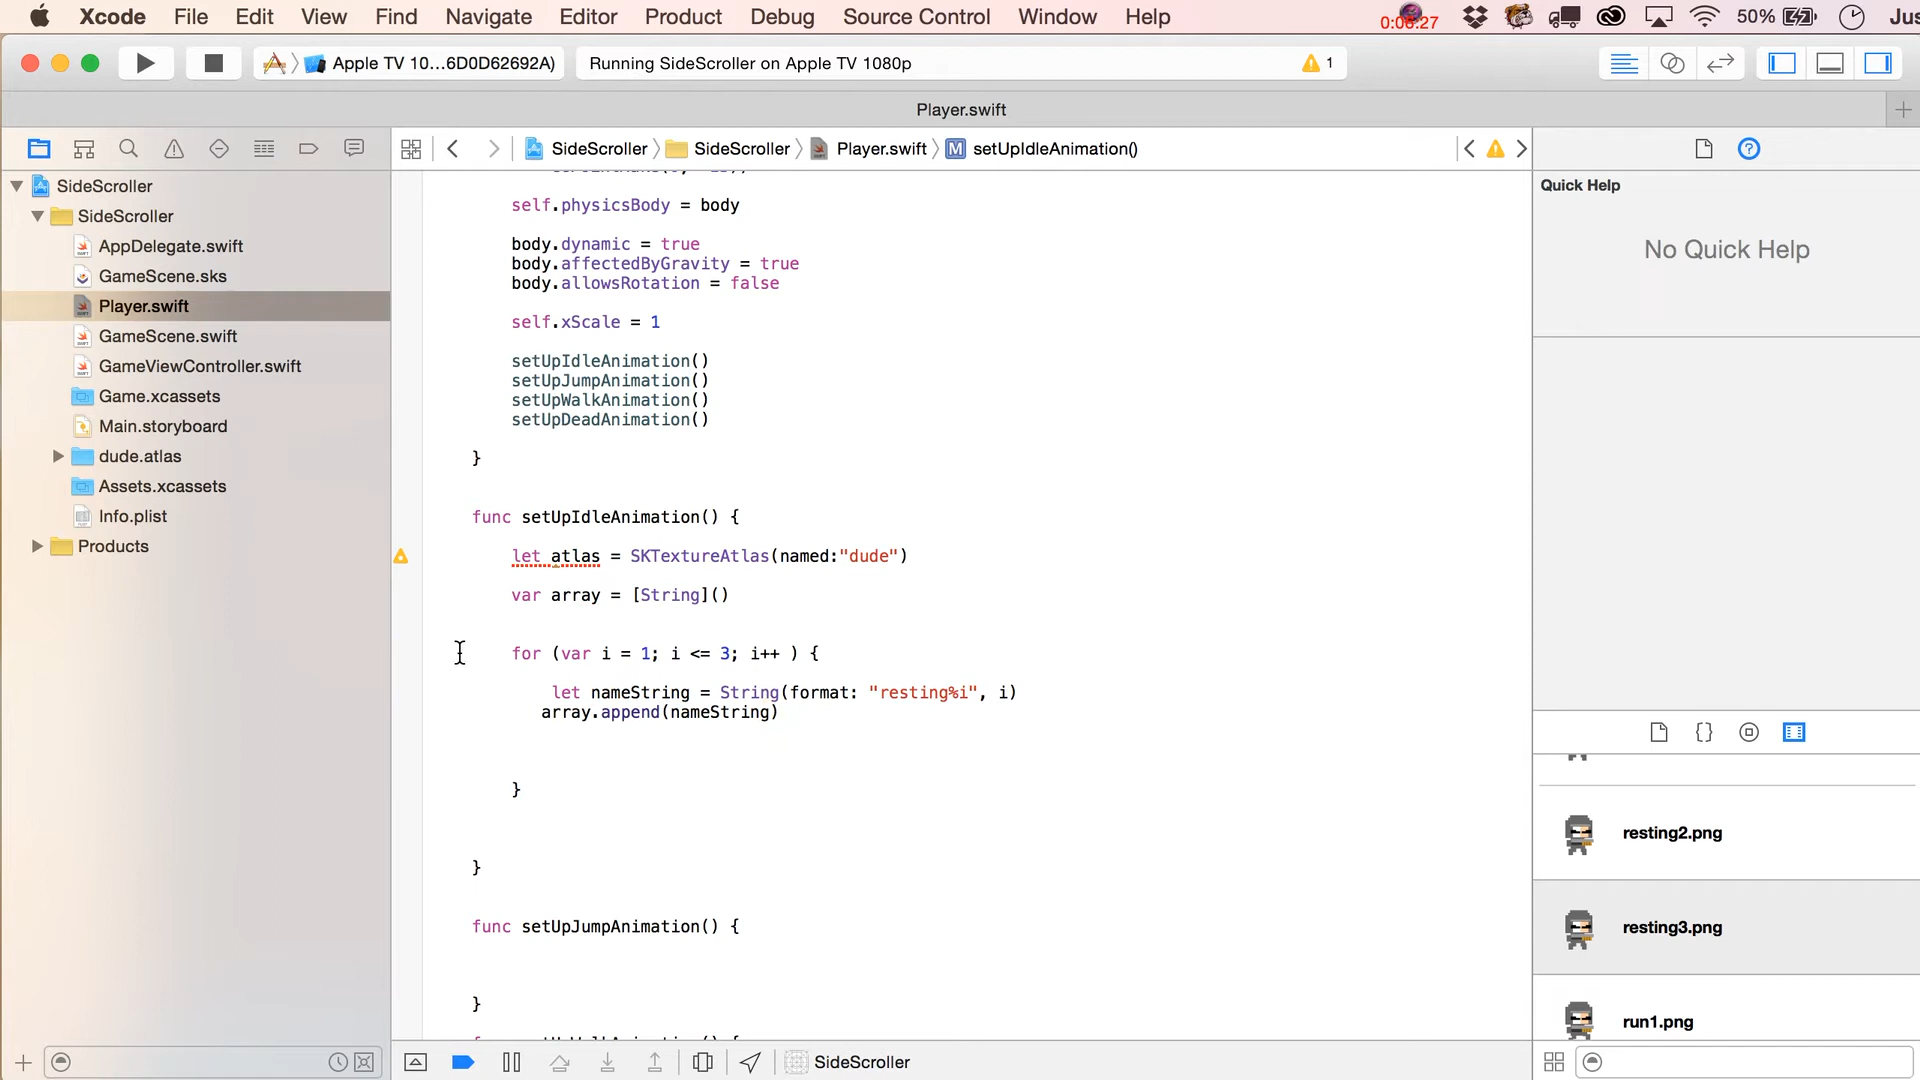 Xcode File Edit View Find Navigate Editor Product Debug Source Control Window Help 0:06:27 50% Jus
Apple TV 10...6D0D62692A) Running SideScroller on Apple TV 1080p 1
Player.swift
SideScroller SideScroller Player.swift M setUpIdleAnimation()
SideScroller
SideScroller
AppDelegate.swift
GameScene.sks
Player.swift
GameScene.swift
GameViewController.swift
Game.xcassets
Main.storyboard
dude.atlas
Assets.xcassets
Info.plist
Products
self.physicsBody = body
body.dynamic = true
body.affectedByGravity = true
body.allowsRotation = false
self.xScale = 1
setUpIdleAnimation()
setUpJumpAnimation()
setUpWalkAnimation()
setUpDeadAnimation()
}
func setUpIdleAnimation() {
let atlas = SKTextureAtlas(named:"dude")
var array = [String]()
for (var i = 1; i <= 3; i++ ) {
let nameString = String(format: "resting%i", i)
array.append(nameString)
}
}
func setUpJumpAnimation() {
}
Quick Help
No Quick Help
resting2.png
resting3.png
run1.png
SideScroller